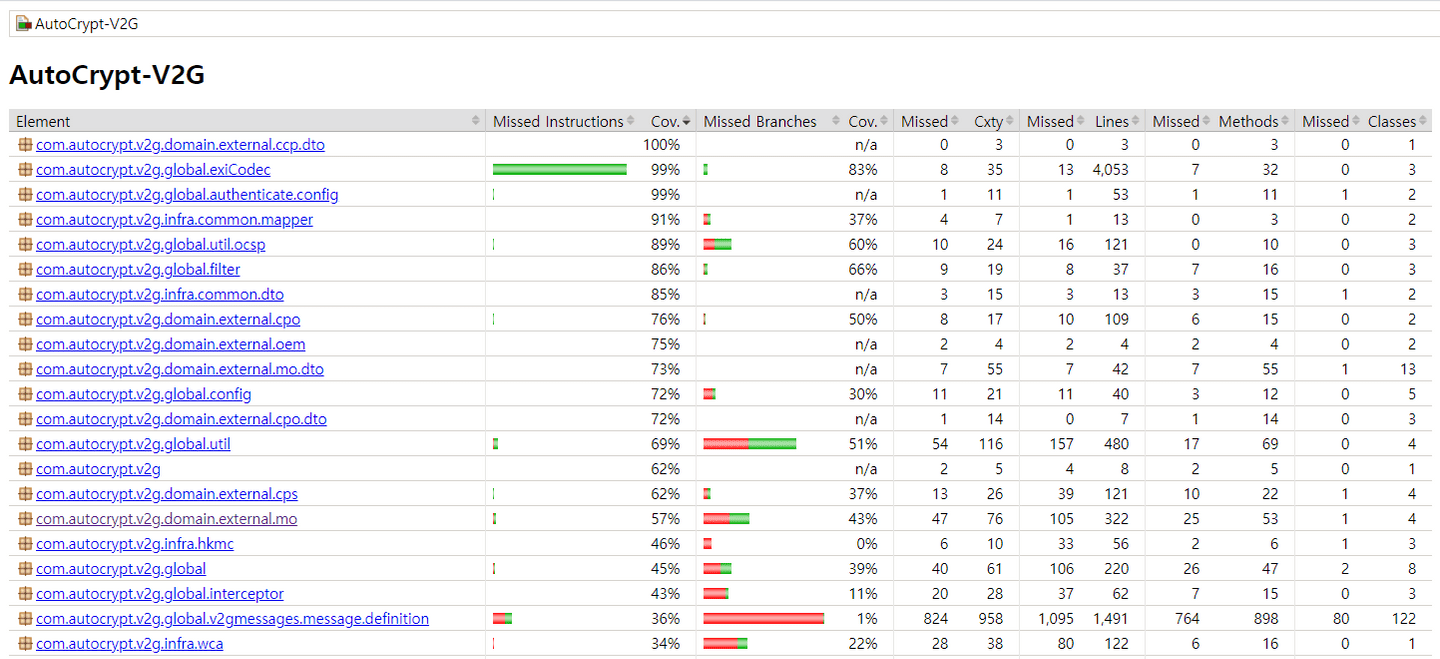 AutoCrypt-V2G
AutoCrypt-V2G
Element Missed Instructions Cov. Missed Branches Cov. Missed Cxty Missed Lines Missed Methods Missed Classes
com.autocrypt.v2g.domain.external.ccp.dto 100% n/a 0 3 0 3 0 3 0 1
com.autocrypt.v2g.global.exiCodec 99% 83% 8 35 13 4,053 7 32 0 3
com.autocrypt.v2g.global.authenticate.config 99% n/a 1 11 1 53 1 11 1 2
com.autocrypt.v2g.infra.common.mapper 91% 37% 4 7 1 13 0 3 0 2
com.autocrypt.v2g.global.util.ocsp 89% 60% 10 24 16 121 0 10 0 3
com.autocrypt.v2g.global.filter 86% 66% 9 19 8 37 7 16 0 3
com.autocrypt.v2g.infra.common.dto 85% n/a 3 15 3 13 3 15 1 2
com.autocrypt.v2g.domain.external.cpo 76% 50% 8 17 10 109 6 15 0 2
com.autocrypt.v2g.domain.external.oem 75% n/a 2 4 2 4 2 4 0 2
com.autocrypt.v2g.domain.external.mo.dto 73% n/a 7 55 7 42 7 55 1 13
com.autocrypt.v2g.global.config 72% 30% 11 21 11 40 3 12 0 5
com.autocrypt.v2g.domain.external.cpo.dto 72% n/a 1 14 0 7 1 14 0 3
com.autocrypt.v2g.global.util 69% 51% 54 116 157 480 17 69 0 4
com.autocrypt.v2g 62% n/a 2 5 4 8 2 5 0 1
com.autocrypt.v2g.domain.external.cps 62% 37% 13 26 39 121 10 22 1 4
com.autocrypt.v2g.domain.external.mo 57% 43% 47 76 105 322 25 53 1 4
com.autocrypt.v2g.infra.hkmc 46% 0% 6 10 33 56 2 6 1 3
com.autocrypt.v2g.global 45% 39% 40 61 106 220 26 47 2 8
com.autocrypt.v2g.global.interceptor 43% 11% 20 28 37 62 7 15 0 3
com.autocrypt.v2g.global.v2gmessages.message.definition 36% 1% 824 958 1,095 1,491 764 898 80 122
com.autocrypt.v2g.infra.wca 34% 22% 28 38 80 122 6 16 0 1